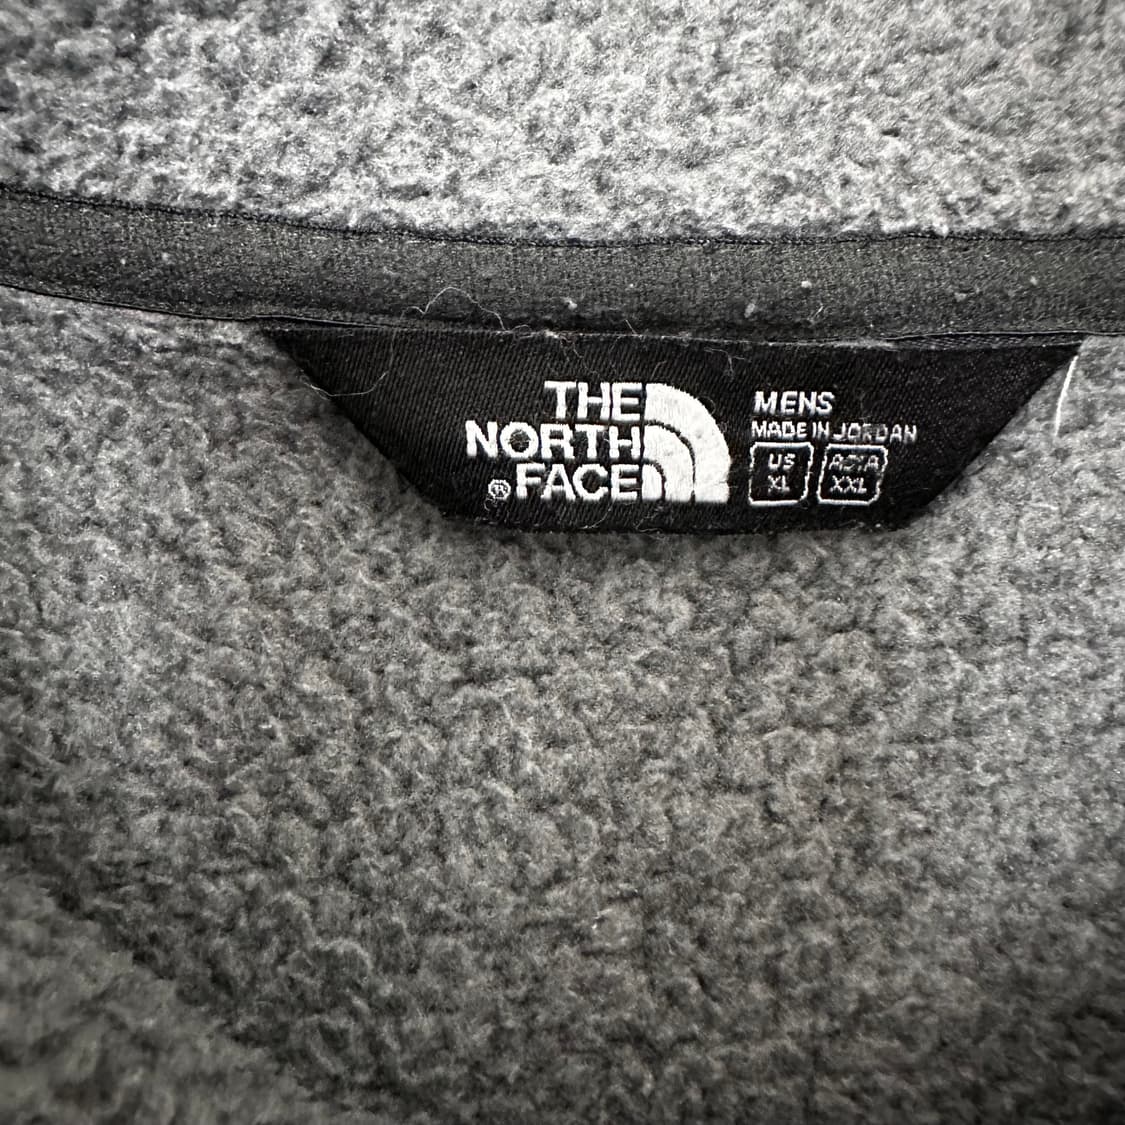 THE
NORTH
®FACE
MENS
MADE IN JORDAN
US
XL
ASIA
XXL